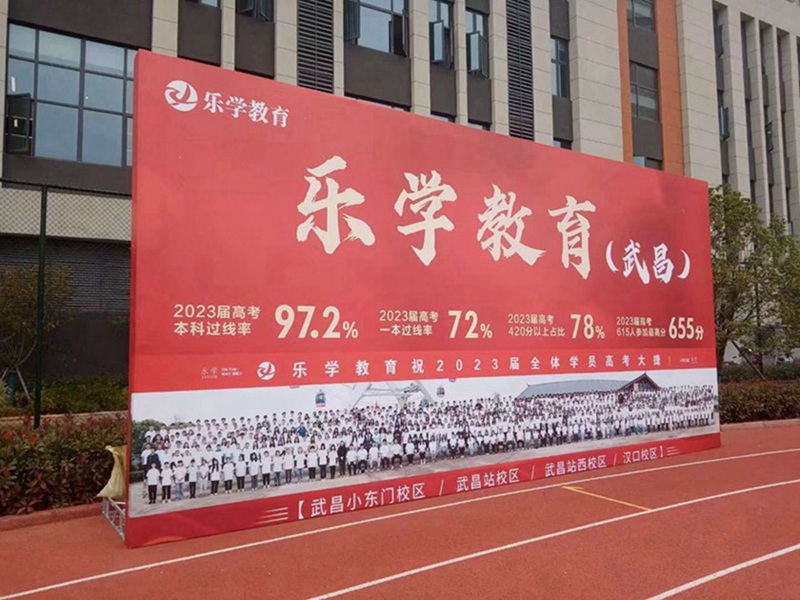 乐学教育
乐学教育(武昌)
2023届高考
本科过线率
97.2%
2023届高考
一本过线率
72%
2023届高考
420分以上占比
78%
2023届高考
615人参加最高分
655分
乐学
乐学教育祝2023届全体学员高考大捷
【武昌小东门校区 / 武昌站校区 / 武昌站西校区 / 汉口校区】